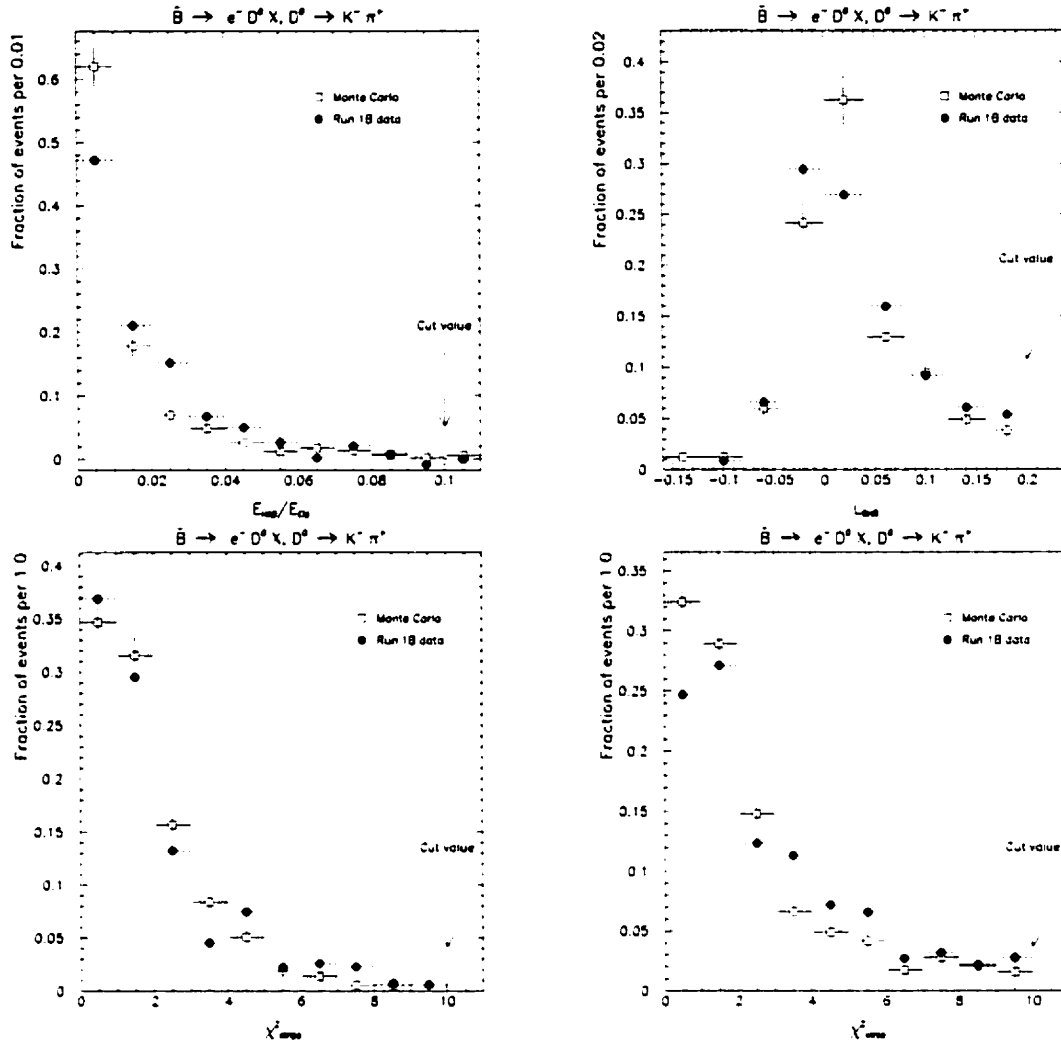 B̄ → e⁻ D⁰ X, D⁰ → K⁻ π⁺
Fraction of events per 0.01
0.6
0.5
0.4
0.3
0.2
0.1
0
Monte Carlo
Run 1B data
Cut value
0 0.02 0.04 0.06 0.08 0.1
B̄ → e⁻ D⁰ X, D⁰ → K⁻ π⁺
Fraction of events per 0.02
0.4
0.35
0.3
0.25
0.2
0.15
0.1
0.05
0
Monte Carlo
Run 1B data
Cut value
-0.15 -0.1 -0.05 0 0.05 0.1 0.15 0.2
B̄ → e⁻ D⁰ X, D⁰ → K⁻ π⁺
Fraction of events per 1.0
0.4
0.35
0.3
0.25
0.2
0.15
0.1
0.05
0
Monte Carlo
Run 1B data
Cut value
0 2 4 6 8 10
χ²
B̄ → e⁻ D⁰ X, D⁰ → K⁻ π⁺
Fraction of events per 1.0
0.35
0.3
0.25
0.2
0.15
0.1
0.05
0
Monte Carlo
Run 1B data
Cut value
0 2 4 6 8 10
χ²